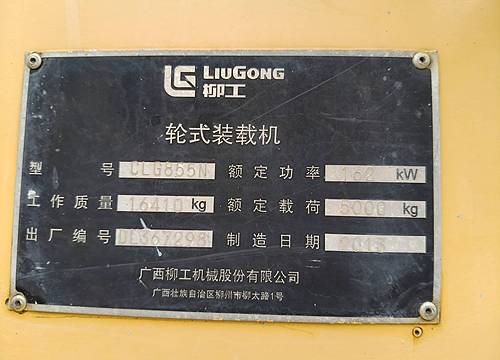 LIUGONG
柳工
轮式装载机
型号 CLG855N 额定功率 162 kW
工作质量 16410 kg 额定载荷 5000 kg
出厂编号 DL367298 制造日期
广西柳工机械股份有限公司
广西壮族自治区柳州市柳太路1号